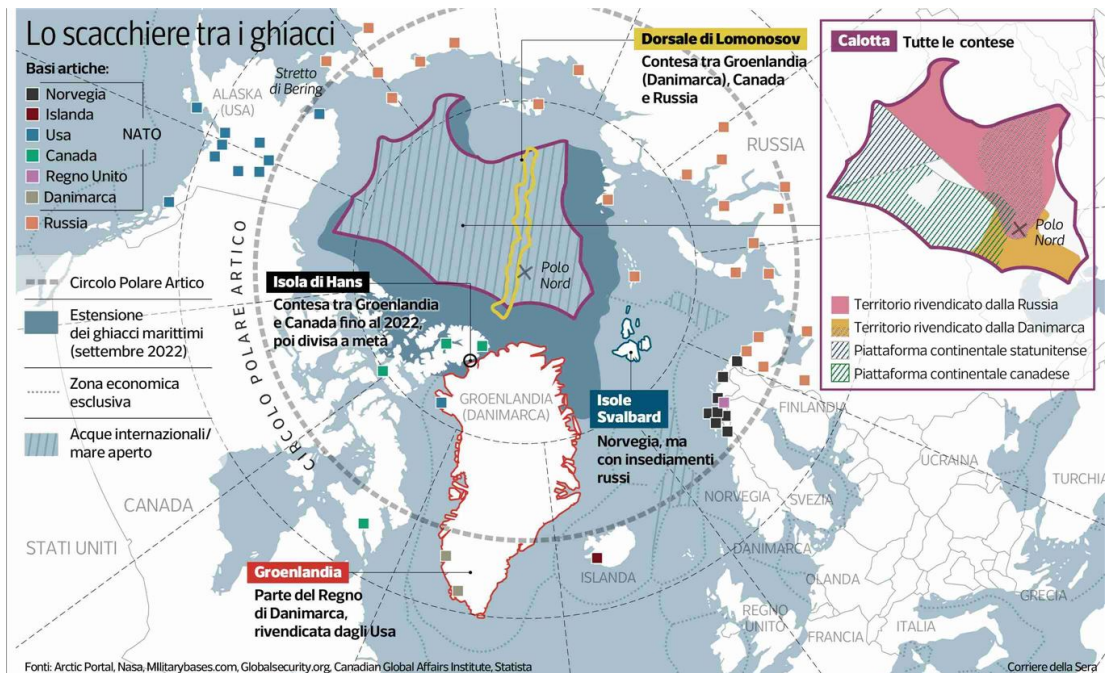 Lo scacchiere tra i ghiacci
Basi artiche:
Norvegia
Islanda
Usa
Canada
Regno Unito
Danimarca
NATO
Russia
Circolo Polare Artico
Estensione
dei ghiacci marittimi
(settembre 2022)
Zona economica
esclusiva
Acque internazionali/
mare aperto
Stretto
di Bering
ALASKA
(USA)
Dorsale di Lomonosov
Contesa tra Groenlandia
(Danimarca), Canada
e Russia
RUSSIA
Calotta Tutte le contese
Polo
Nord
Territorio rivendicato dalla Russia
Territorio rivendicato dalla Danimarca
Piattaforma continentale statunitense
Piattaforma continentale canadese
CIRCOLO POLARE ARTICO
Polo
Nord
Isola di Hans
Contesa tra Groenlandia
e Canada fino al 2022,
poi divisa a metà
GROENLANDIA
(DANIMARCA)
Isole
Svalbard
Norvegia, ma
con insediamenti
russi
FINLANDIA
UCRAINA
TURCHIA
NORVEGIA
SVEZIA
DANIMARCA
OLANDA
GRECIA
REGNO
UNITO
ITALIA
FRANCIA
ISLANDA
CANADA
STATI UNITI
Groenlandia
Parte del Regno
di Danimarca,
rivendicata dagli Usa
Fonti: Arctic Portal, Nasa, MIlitarybases.com, Globalsecurity.org, Canadian Global Affairs Institute, Statista
Corriere della Sera